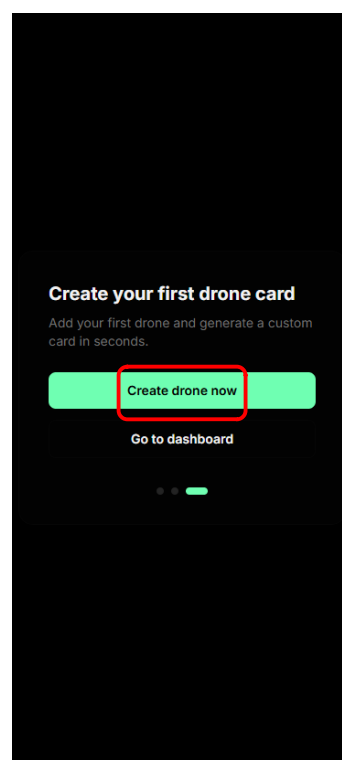 Create your first drone card
Add your first drone and generate a custom
card in seconds.
Create drone now
Go to dashboard